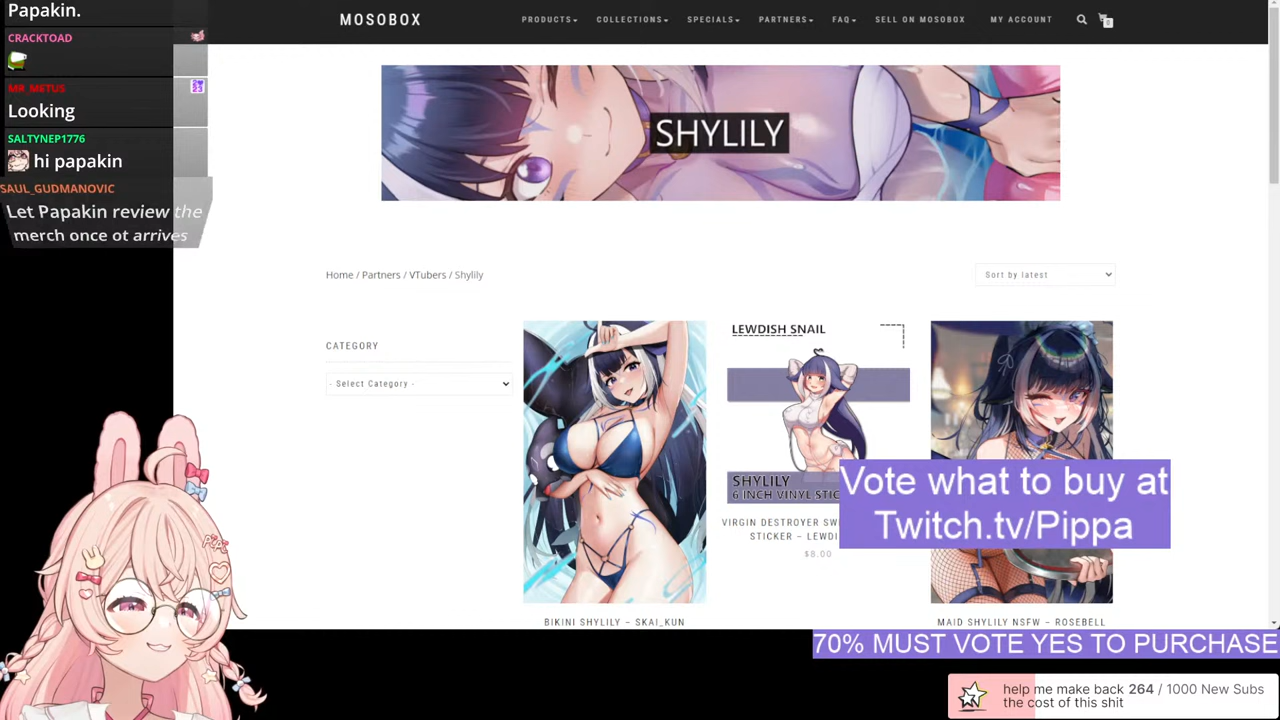 Papakin.
CRACKTOAD
MR_METUS
Looking
SALTYNEP1776
hi papakin
SAUL_GUDMANOVIC
Let Papakin review the
merch once ot arrives
MOSOBOX
PRODUCTS
COLLECTIONS
SPECIALS
PARTNERS
FAQ
SELL ON MOSOBOX
MY ACCOUNT
0
SHYLILY
Home / Partners / VTubers / Shylily
Sort by latest
CATEGORY
- Select Category -
LEWDISH SNAIL
SHYLILY
6 INCH VINYL STIC
BIKINI SHYLILY – SKAI_KUN
VIRGIN DESTROYER SW
STICKER – LEWDI
$8.00
MAID SHYLILY NSFW – ROSEBELL
Vote what to buy at
Twitch.tv/Pippa
70% MUST VOTE YES TO PURCHASE
help me make back 264 / 1000 New Subs
the cost of this shit